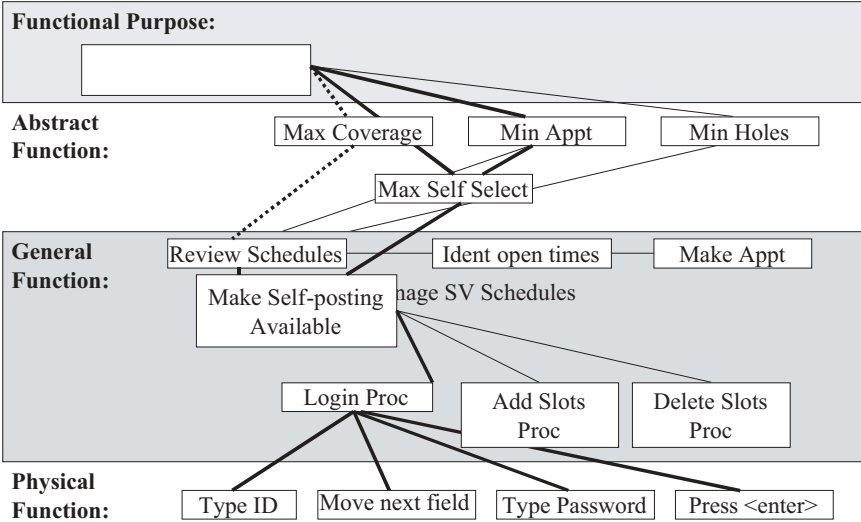 Functional Purpose:
Abstract
Function:
Max Coverage
Min Appt
Min Holes
Max Self Select
General
Function:
Review Schedules
Ident open times
Make Appt
Make Self-posting
Available
SV Schedules
Login Proc
Add Slots
Proc
Delete Slots
Proc
Physical
Function:
Type ID
Move next field
Type Password
Press <enter>